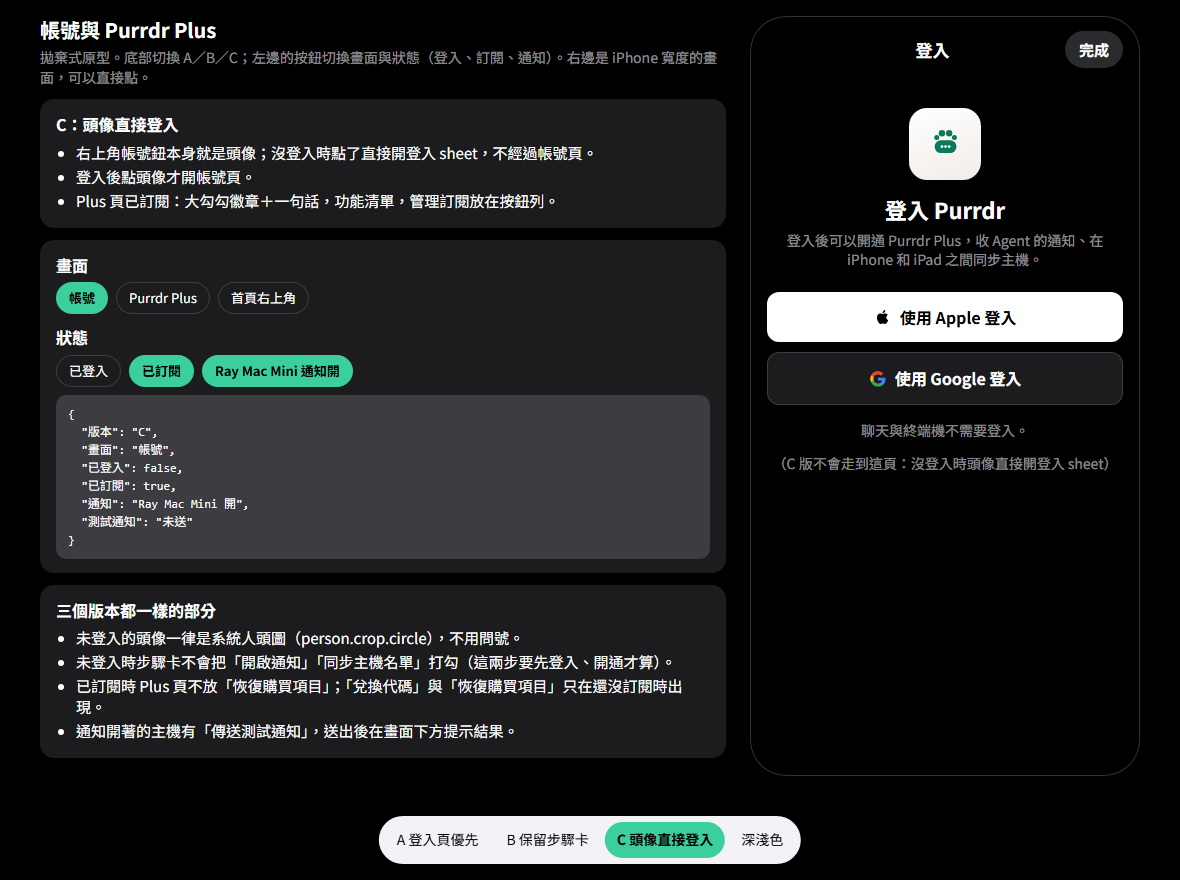 帳號與 Purrdr Plus
拋棄式原型。底部切換 A／B／C；左邊的按鈕切換畫面與狀態（登入、訂閱、通知）。右邊是 iPhone 寬度的畫
面，可以直接點。
C：頭像直接登入
右上角帳號鈕本身就是頭像；沒登入時點了直接開登入 sheet，不經過帳號頁。
登入後點頭像才開帳號頁。
Plus 頁已訂閱：大勾勾徽章＋一句話，功能清單，管理訂閱放在按鈕列。
畫面
帳號
Purrdr Plus
首頁右上角
狀態
已登入
已訂閱
Ray Mac Mini 通知開
{
"版本": "C",
"畫面": "帳號",
"已登入": false,
"已訂閱": true,
"通知": "Ray Mac Mini 開",
"測試通知": "未送"
}
三個版本都一樣的部分
未登入的頭像一律是系統人頭圖（person.crop.circle），不用問號。
未登入時步驟卡不會把「開啟通知」「同步主機名單」打勾（這兩步要先登入、開通才算）。
已訂閱時 Plus 頁不放「恢復購買項目」；「兌換代碼」與「恢復購買項目」只在還沒訂閱時出
現。
通知開著的主機有「傳送測試通知」，送出後在畫面下方提示結果。
登入
完成
登入 Purrdr
登入後可以開通 Purrdr Plus，收 Agent 的通知、在
iPhone 和 iPad 之間同步主機。
使用 Apple 登入
使用 Google 登入
聊天與終端機不需要登入。
（C 版不會走到這頁：沒登入時頭像直接開登入 sheet）
A 登入頁優先
B 保留步驟卡
C 頭像直接登入
深淺色